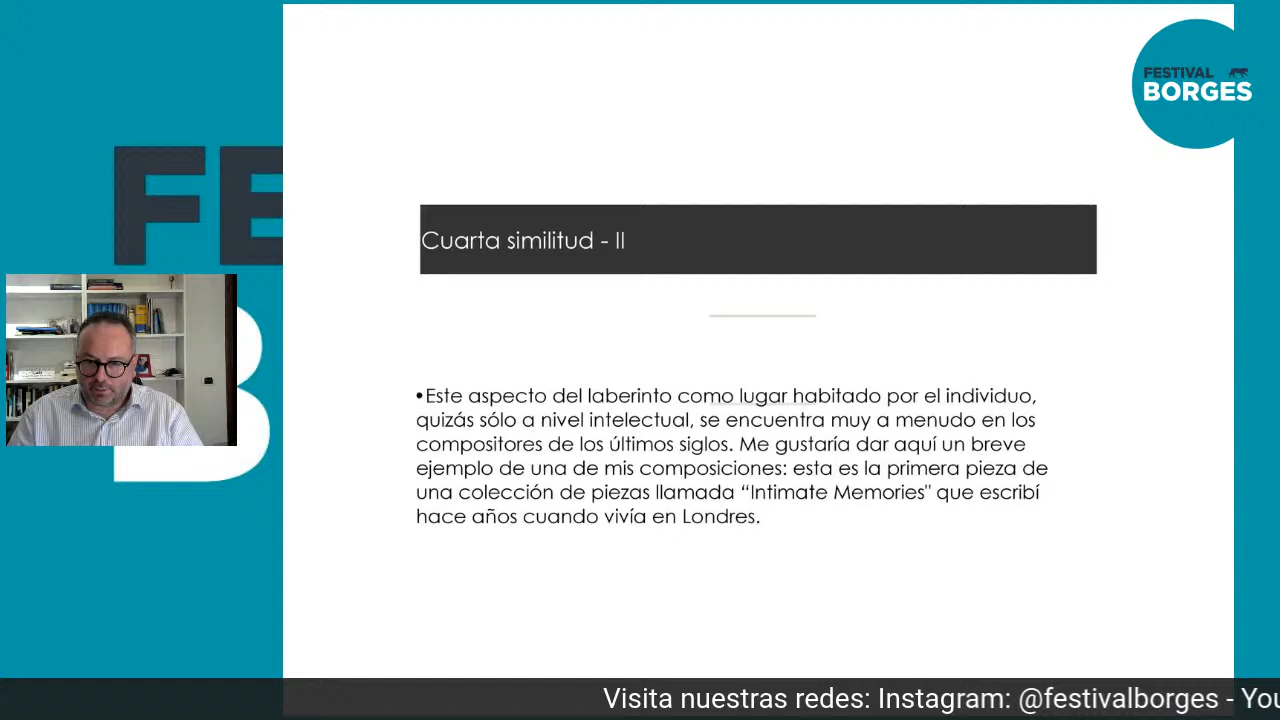 FESTIVAL
BORGES
FE
B
Cuarta similitud - II
•Este aspecto del laberinto como lugar habitado por el individuo,
quizás sólo a nivel intelectual, se encuentra muy a menudo en los
compositores de los últimos siglos. Me gustaría dar aquí un breve
ejemplo de una de mis composiciones: esta es la primera pieza de
una colección de piezas llamada “Intimate Memories" que escribí
hace años cuando vivía en Londres.
Visita nuestras redes: Instagram: @festivalborges - You